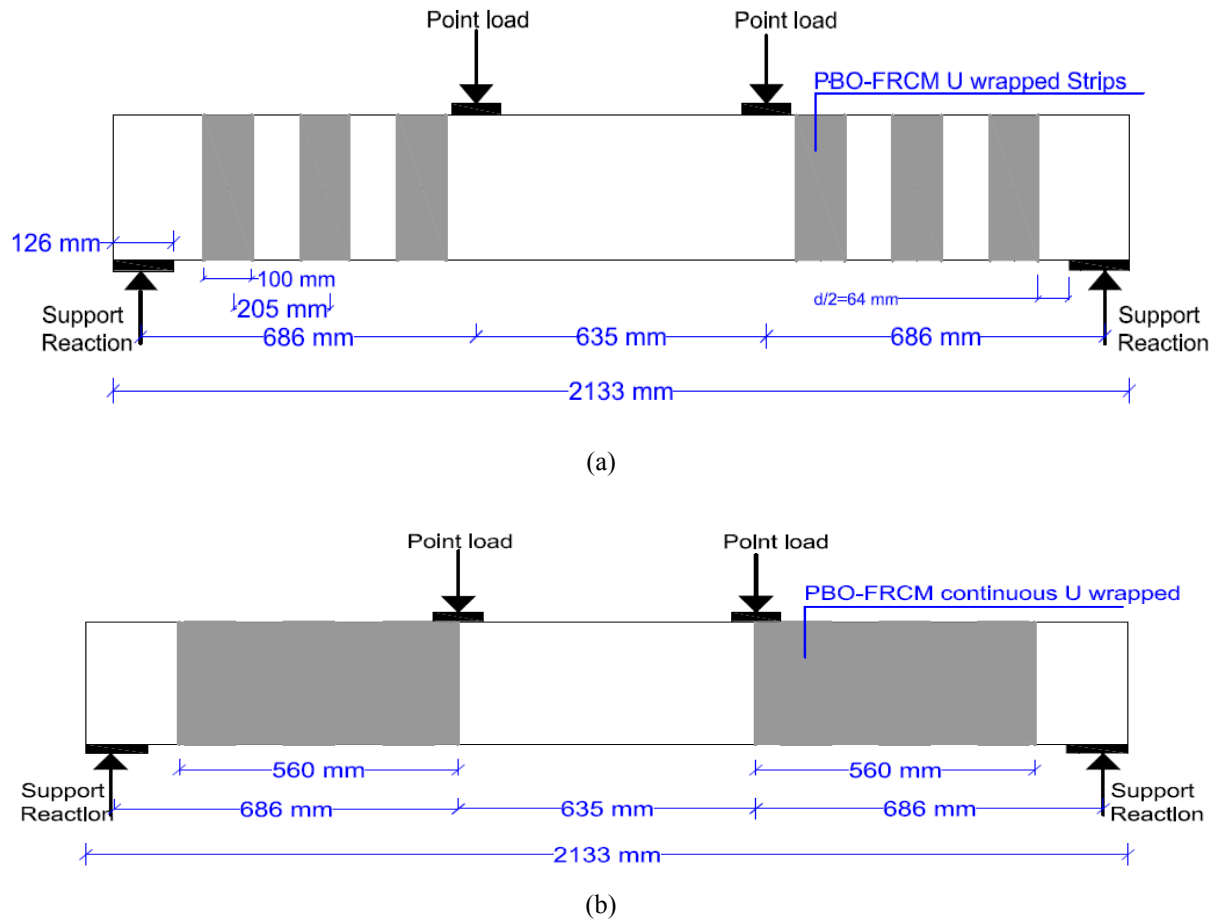 Point load
Point load
PBO-FRCM U wrapped Strips
126 mm
100 mm
205 mm
d/2=64 mm
Support
Reaction
686 mm
635 mm
686 mm
Support
Reaction
2133 mm
(a)
Point load
Point load
PBO-FRCM continuous U wrapped
560 mm
560 mm
Support
Reaction
686 mm
635 mm
686 mm
Support
Reaction
2133 mm
(b)